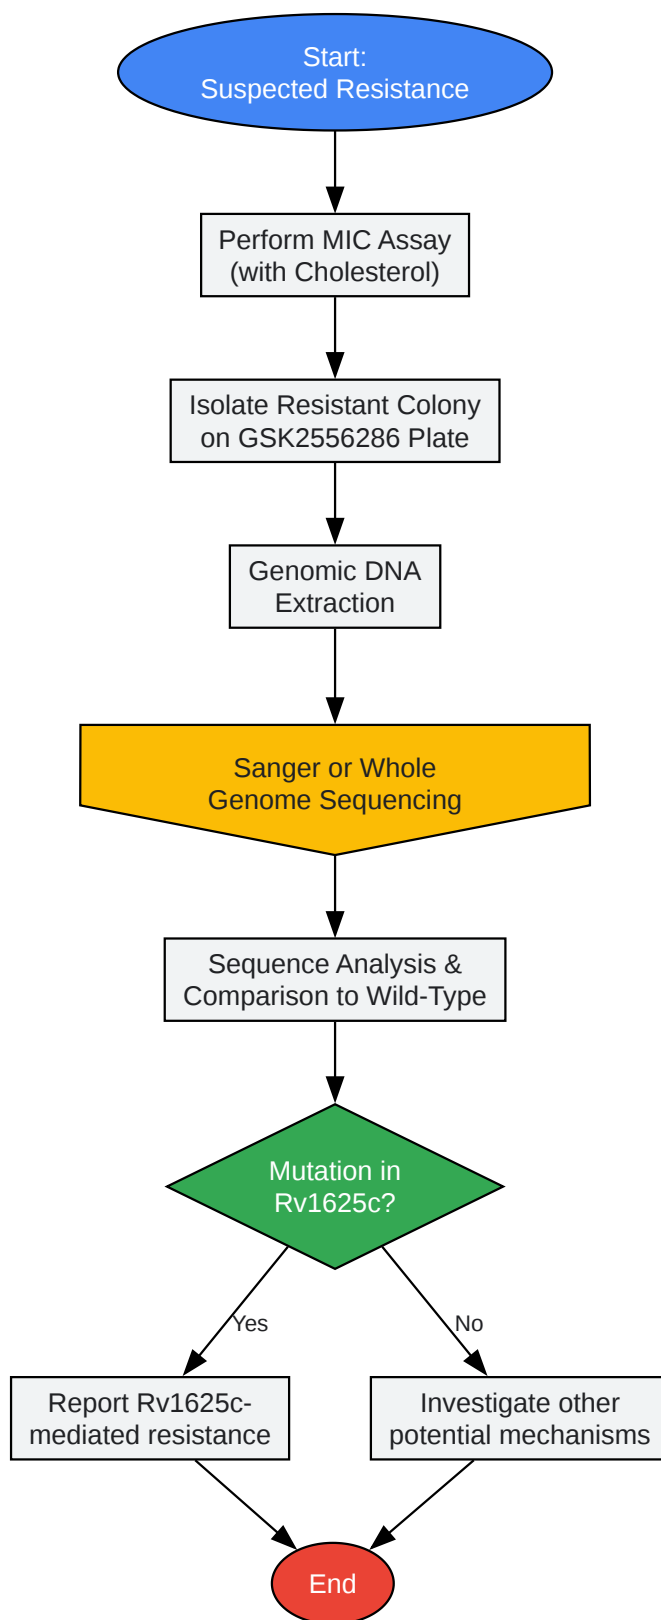 Start:
Suspected Resistance
Perform MIC Assay
(with Cholesterol)
Isolate Resistant Colony
on GSK2556286 Plate
Genomic DNA
Extraction
Sanger or Whole
Genome Sequencing
Sequence Analysis &
Comparison to Wild-Type
Mutation in
Rv1625c?
Yes
No
Report Rv1625c-
mediated resistance
Investigate other
potential mechanisms
End